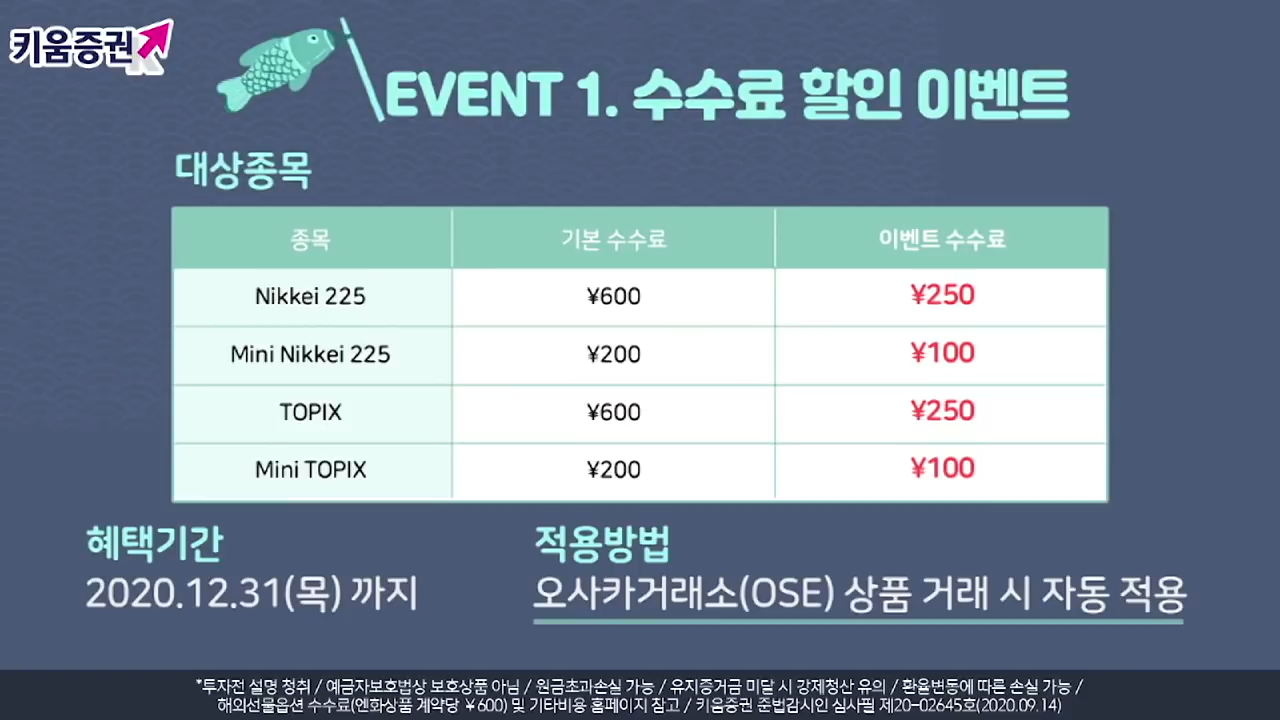 키움증권
EVENT 1. 수수료 할인 이벤트
대상종목
종목 기본 수수료 이벤트 수수료
Nikkei 225 ¥600 ¥250
Mini Nikkei 225 ¥200 ¥100
TOPIX ¥600 ¥250
Mini TOPIX ¥200 ¥100
혜택기간
2020.12.31(목) 까지
적용방법
오사카거래소(OSE) 상품 거래 시 자동 적용
*투자전 설명 청취 / 예금자보호법상 보호상품 아님 / 원금초과손실 가능 / 유지증거금 미달 시 강제청산 유의 / 환율변동에 따른 손실 가능 /
해외선물옵션 수수료(엔화상품 계약당 ￥600) 및 기타비용 홈페이지 참고 / 키움증권 준법감시인 심사필 제20-02645호(2020.09.14)